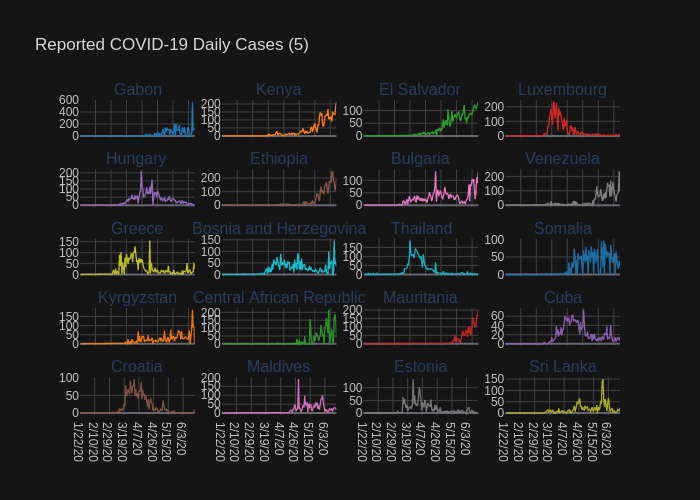 Reported COVID-19 Daily Cases (5)
Gabon Kenya El Salvador Luxembourg
600 400 200 0
200 150 100 50 0
100 50 0
200 100 0
Hungary Ethiopia Bulgaria Venezuela
200 150 100 50 0
200 100 0
100 50 0
200 100 0
Greece Bosnia and Herzegovina Thailand Somalia
150 100 50 0
150 100 50 0
150 100 50 0
100 50 0
Kyrgyzstan Central African Republic Mauritania Cuba
150 100 50 0
200 150 100 50 0
200 150 100 50 0
60 40 20 0
Croatia Maldives Estonia Sri Lanka
100 50 0
200 150 100 50 0
100 50 0
150 100 50 0
1/22/20 2/10/20 2/29/20 3/19/20 4/7/20 4/26/20 5/15/20 6/3/20
1/22/20 2/10/20 2/29/20 3/19/20 4/7/20 4/26/20 5/15/20 6/3/20
1/22/20 2/10/20 2/29/20 3/19/20 4/7/20 4/26/20 5/15/20 6/3/20
1/22/20 2/10/20 2/29/20 3/19/20 4/7/20 4/26/20 5/15/20 6/3/20